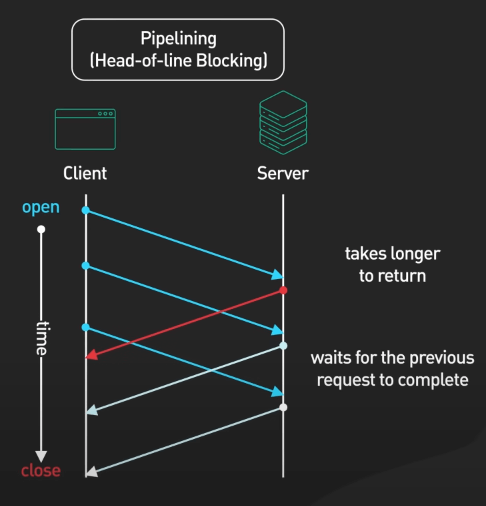 Pipelining
(Head-of-line Blocking)
Client
Server
open
takes longer
to return
time
waits for the previous
request to complete
close